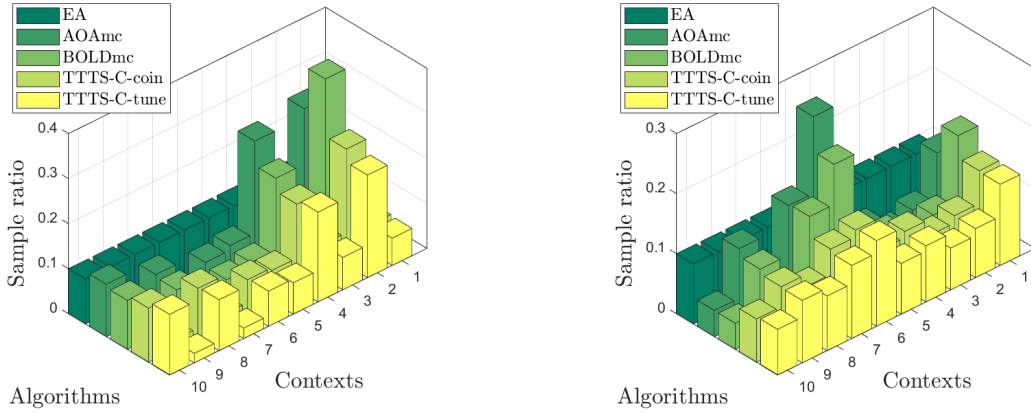 EA
AOAmc
BOLDmc
TTTS-C-coin
TTTS-C-tune
0.4
0.3
0.2
0.1
0
Sample ratio
1
2
3
4
5
6
7
8
9
10
Contexts
Algorithms
EA
AOAmc
BOLDmc
TTTS-C-coin
TTTS-C-tune
0.3
0.2
0.1
0
Sample ratio
1
2
3
4
5
6
7
8
9
10
Contexts
Algorithms